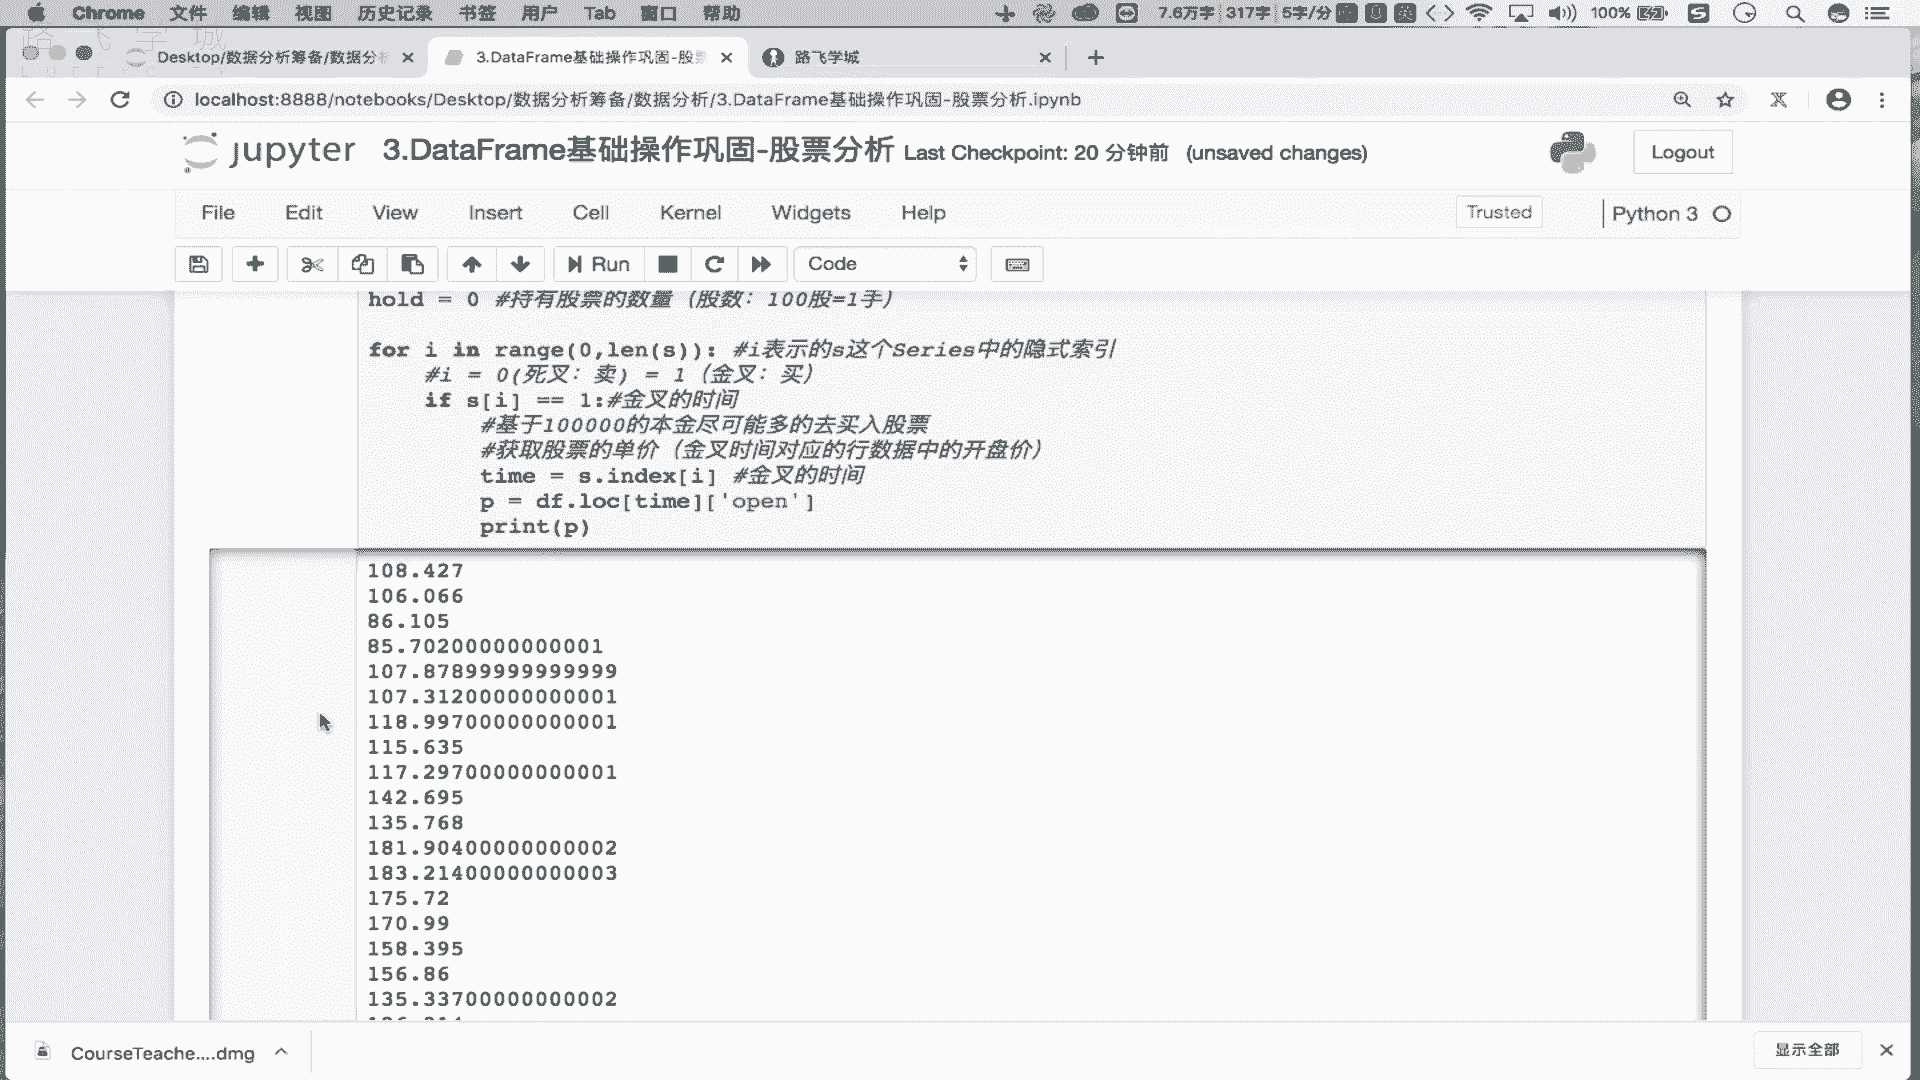 Chrome 文件 编辑 视图 历史记录 书签 用户 Tab 窗口 帮助 7.6万字 317字 5字/分 英 100%
路飞学城
Desktop/数据分析筹备/数据分析 3.DataFrame基础操作巩固-股票 路飞学城
localhost:8888/notebooks/Desktop/数据分析筹备/数据分析/3.DataFrame基础操作巩固-股票分析.ipynb
jupyter 3.DataFrame基础操作巩固-股票分析 Last Checkpoint: 20 分钟前 (unsaved changes) Logout
File Edit View Insert Cell Kernel Widgets Help Trusted Python 3
Run Code
hold = 0 #持有股票的数量（股数：100股=1手）
for i in range(0,len(s)): #i表示的s这个Series中的隐式索引
#i = 0(死叉：卖) = 1（金叉：买）
if s[i] == 1:#金叉的时间
#基于100000的本金尽可能多的去买入股票
#获取股票的单价（金叉时间对应的行数据中的开盘价）
time = s.index[i] #金叉的时间
p = df.loc[time]['open']
print(p)
108.427
106.066
86.105
85.70200000000001
107.87899999999999
107.31200000000001
118.99700000000001
115.635
117.29700000000001
142.695
135.768
181.90400000000002
183.21400000000003
175.72
170.99
158.395
156.86
135.33700000000002
CourseTeache....dmg 显示全部